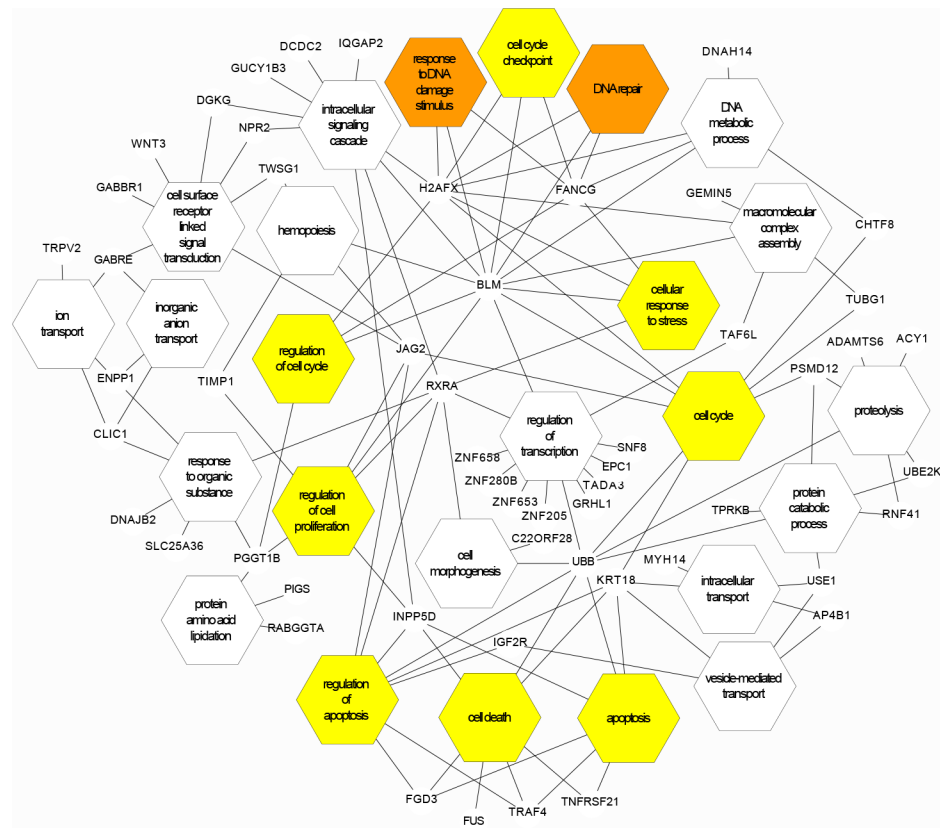 DCDC2
IQGAP2
GUCY1B3
DGKG
NPR2
WNT3
TWSG1
GABBR1
TRPV2
GABRE
intracellular
signaling
cascade
response
to DNA
damage
stimulus
cell cycle
checkpoint
DNA repair
DNAH14
DNA
metabolic
process
H2AFX
FANCG
GEMIN5
macromolecular
complex
assembly
CHTF8
cell surface
receptor
linked
signal
transduction
hemopoiesis
BLM
cellular
response
to stress
TUBG1
TAF6L
ion
transport
inorganic
anion
transport
regulation
of cell cycle
JAG2
RXRA
ENPP1
TIMP1
CLIC1
ADAMTS6
ACY1
PSMD12
proteolysis
cell cycle
regulation
of
transcription
SNF8
EPC1
TADA3
GRHL1
ZNF658
ZNF280B
ZNF653
ZNF205
UBE2K
RNF41
TPRKB
protein
catabolic
process
response
to organic
substance
DNAJB2
SLC25A36
regulation
of cell
proliferation
PGGT1B
C22ORF28
cell
morphogenesis
UBB
KRT18
MYH14
intracellular
transport
USE1
AP4B1
PIGS
protein
amino acid
lipidation
RABGGTA
INPP5D
IGF2R
vesicle-mediated
transport
regulation
of
apoptosis
cell death
apoptosis
FGD3
FUS
TRAF4
TNFRSF21